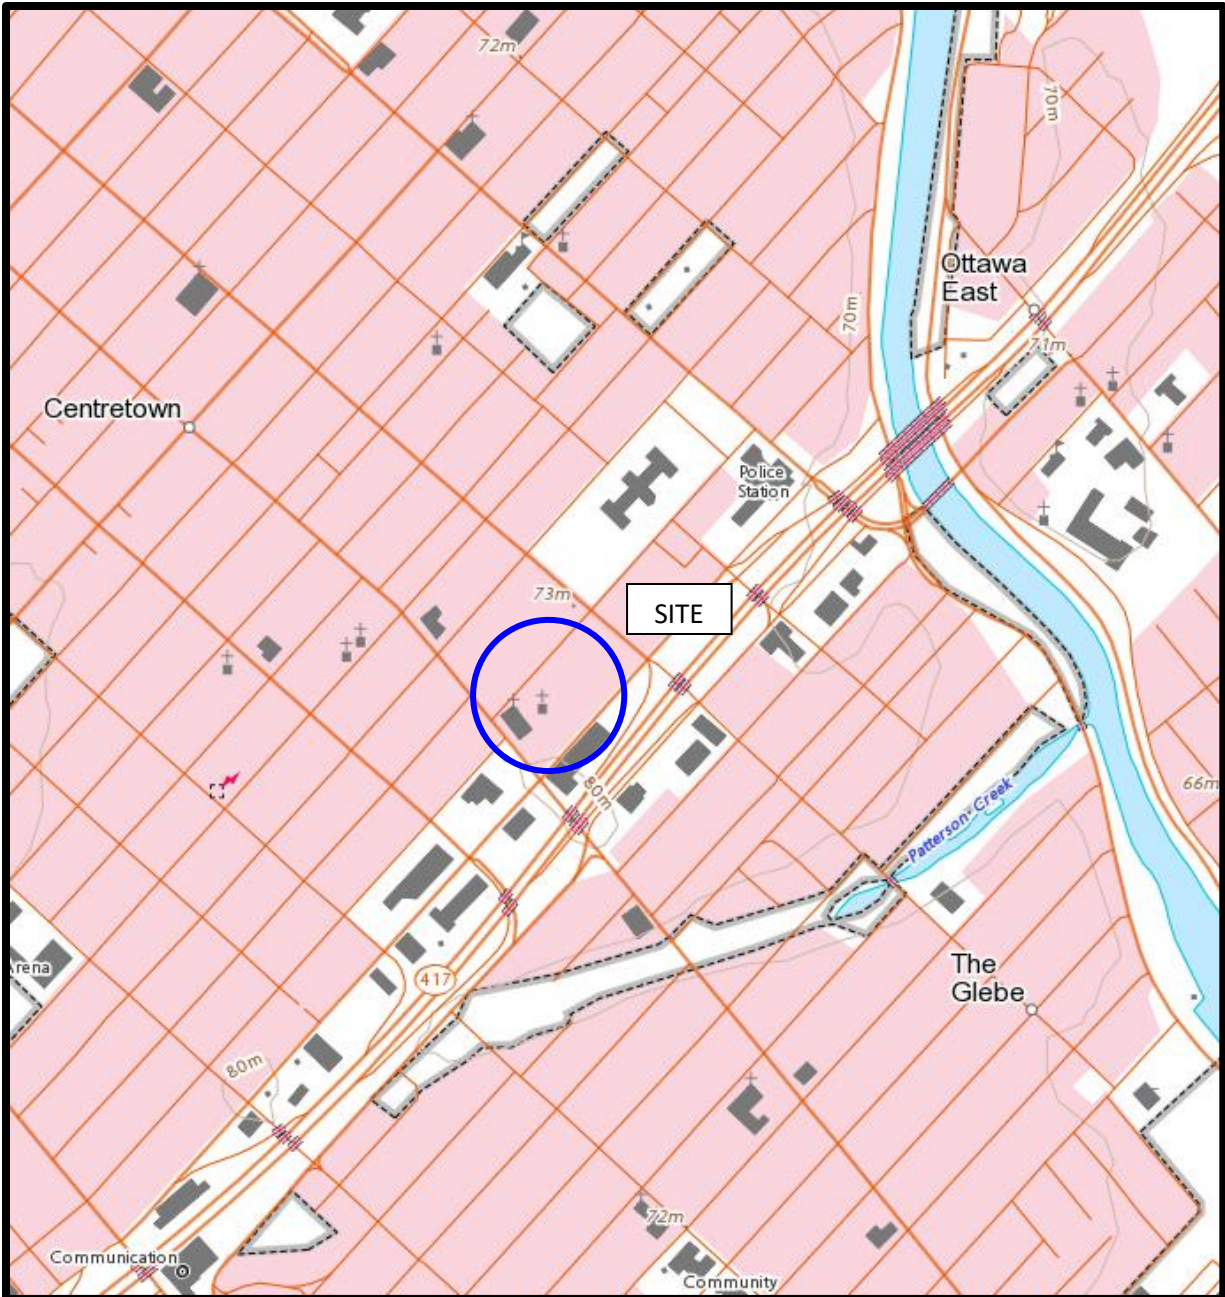 72m
70m
Ottawa
East
70m
71m
Centretown
Police
Station
73m
SITE
80m
66m
Patterson Creek
The
Glebe
417
80m
72m
Communication
Community